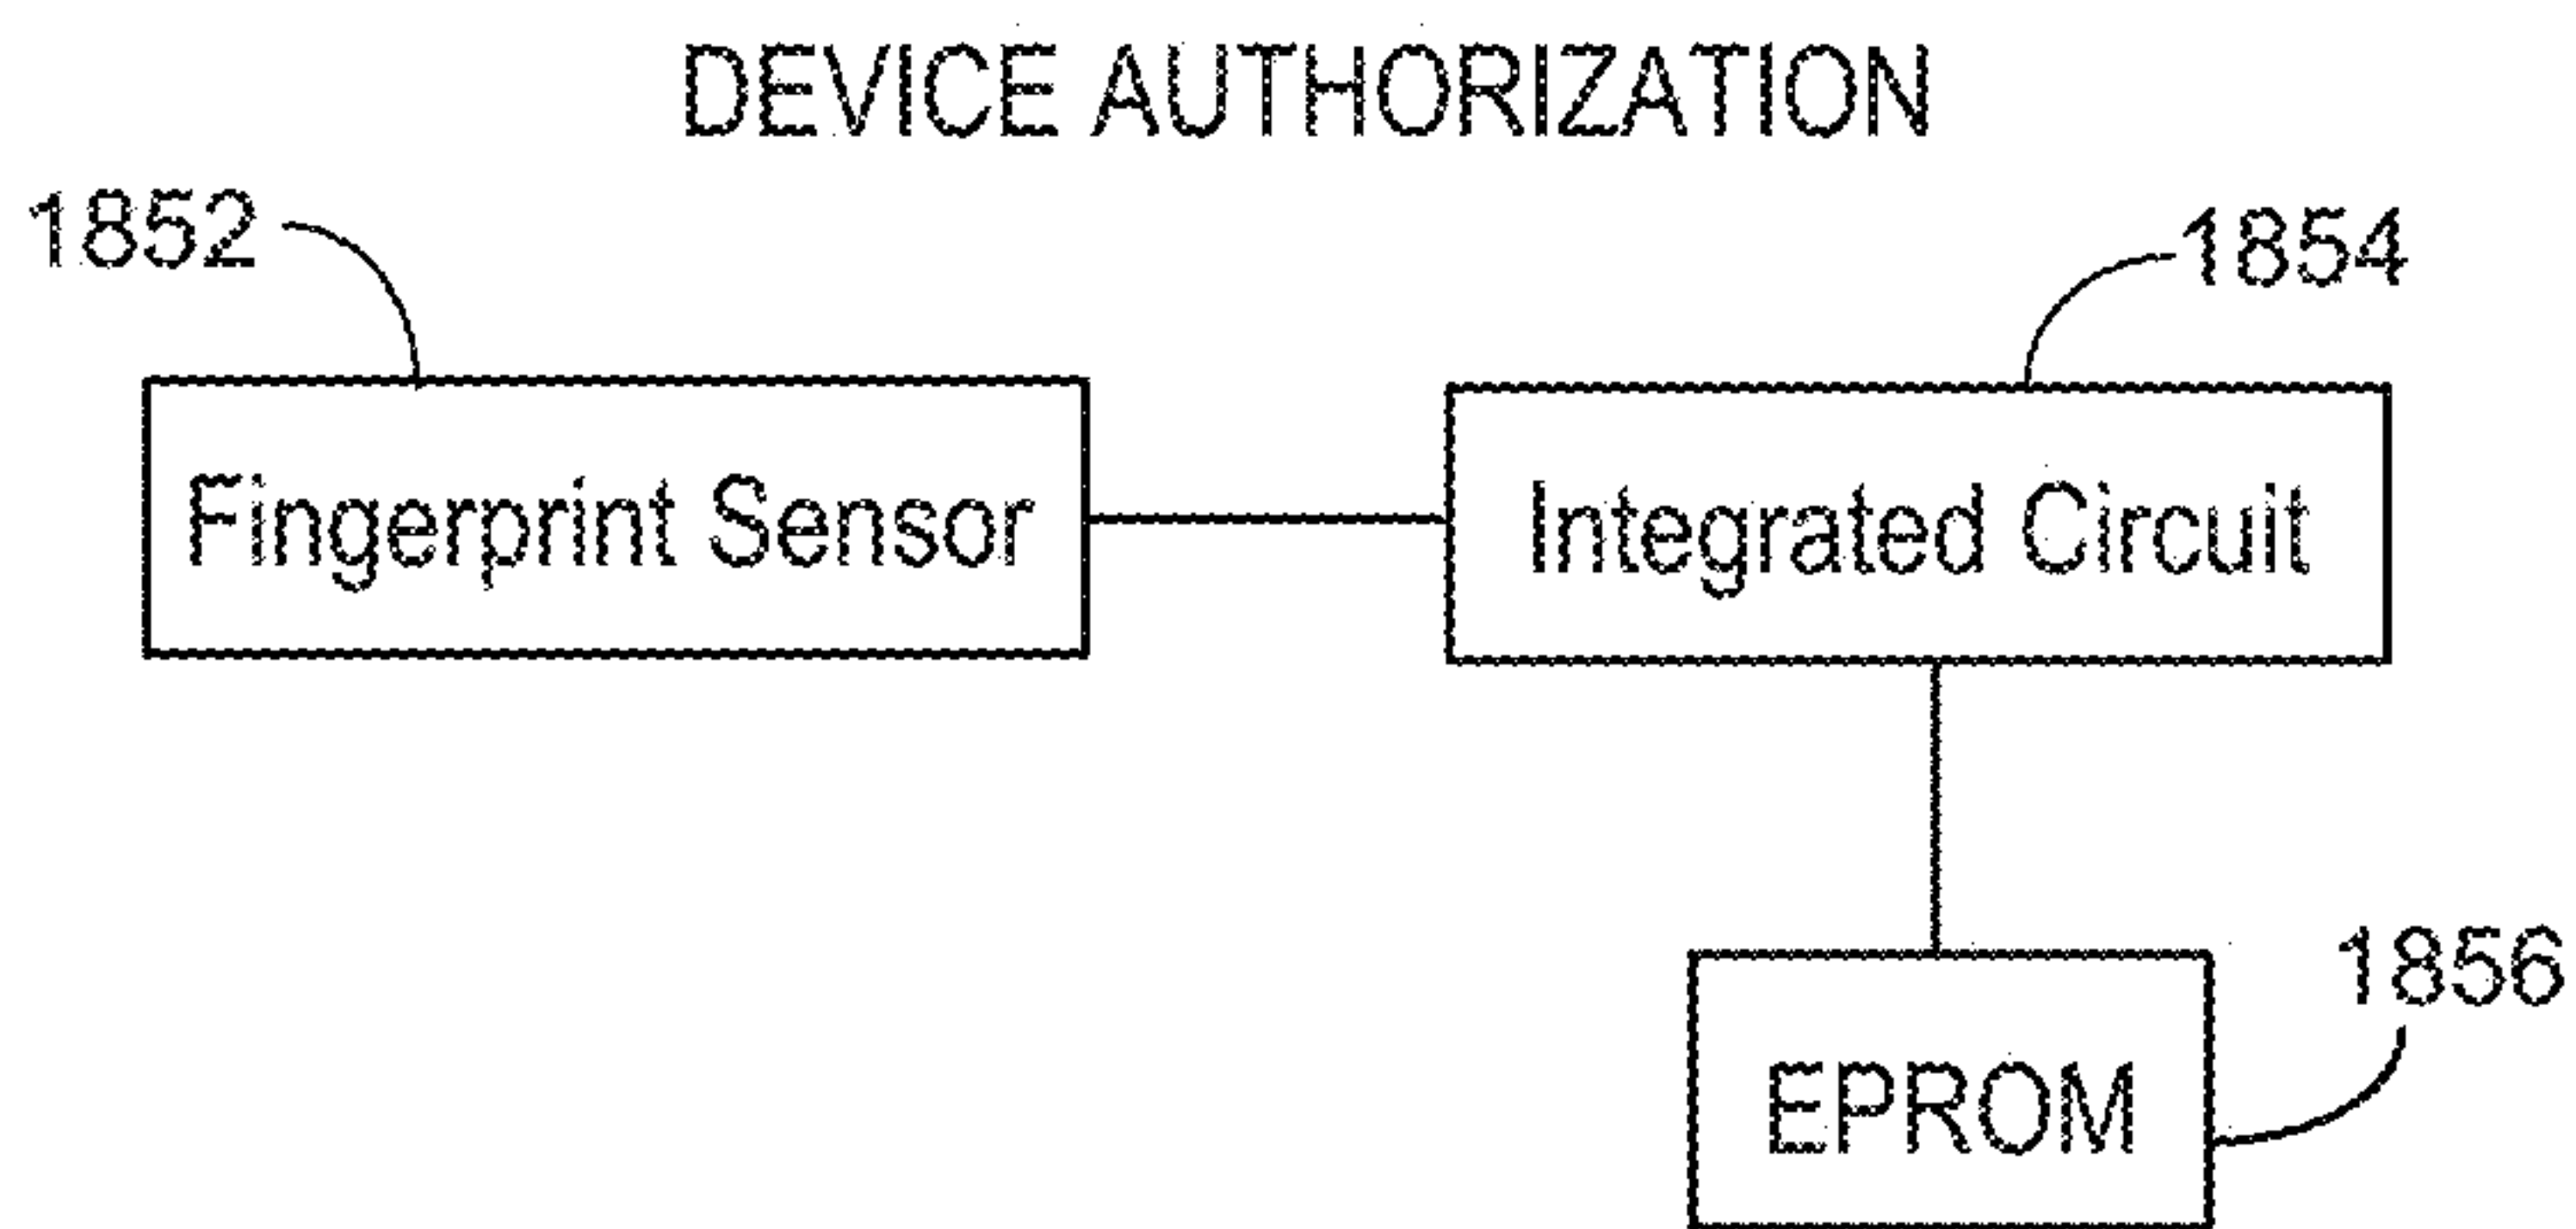 DEVICE AUTHORIZATION
1852
1854
Fingerprint Sensor
Integrated Circuit
1856
EPROM